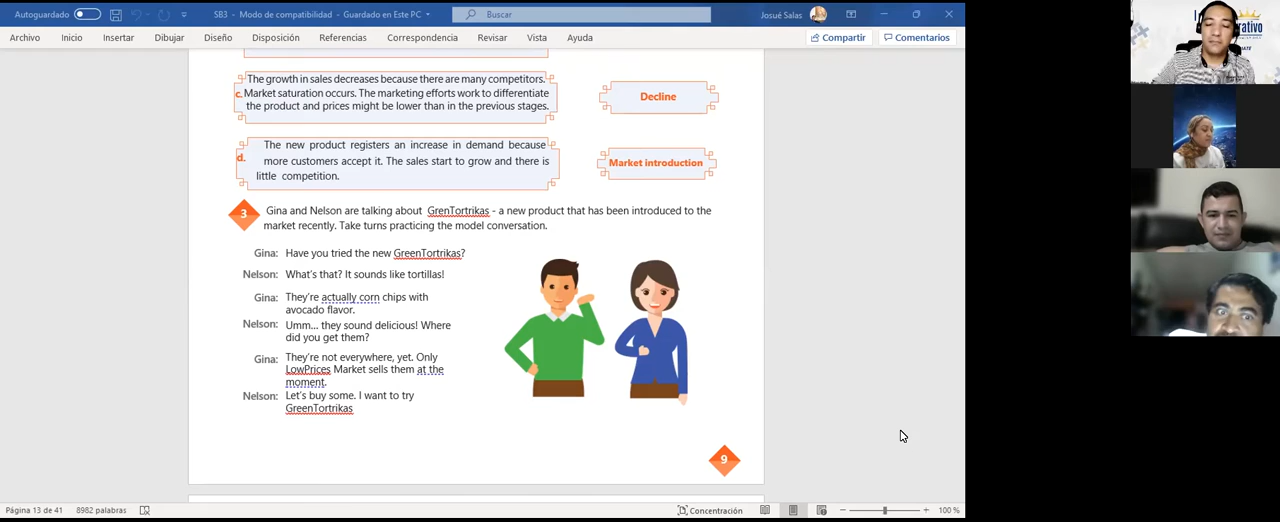 Autoguardado
SB3 - Modo de compatibilidad - Guardado en Este PC
Buscar
Josué Salas
Archivo Inicio Insertar Dibujar Diseño Disposición Referencias Correspondencia Revisar Vista Ayuda
Compartir Comentarios
c. The growth in sales decreases because there are many competitors.
Market saturation occurs. The marketing efforts work to differentiate
the product and prices might be lower than in the previous stages.
Decline
d. The new product registers an increase in demand because
more customers accept it. The sales start to grow and there is
little competition.
Market introduction
3 Gina and Nelson are talking about GrenTortrikas - a new product that has been introduced to the
market recently. Take turns practicing the model conversation.
Gina: Have you tried the new GreenTortrikas?
Nelson: What's that? It sounds like tortillas!
Gina: They're actually corn chips with
avocado flavor.
Nelson: Umm... they sound delicious! Where
did you get them?
Gina: They're not everywhere, yet. Only
LowPrices Market sells them at the
moment.
Nelson: Let's buy some. I want to try
GreenTortrikas
9
Página 13 de 41 8982 palabras
Concentración
100 %